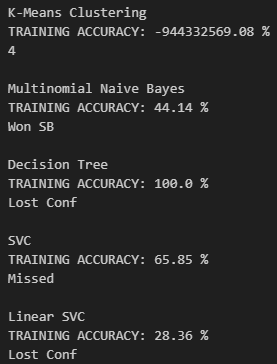 K-Means Clustering
TRAINING ACCURACY: -944332569.08 %
4
Multinomial Naive Bayes
TRAINING ACCURACY: 44.14 %
Won SB
Decision Tree
TRAINING ACCURACY: 100.0 %
Lost Conf
SVC
TRAINING ACCURACY: 65.85 %
Missed
Linear SVC
TRAINING ACCURACY: 28.36 %
Lost Conf